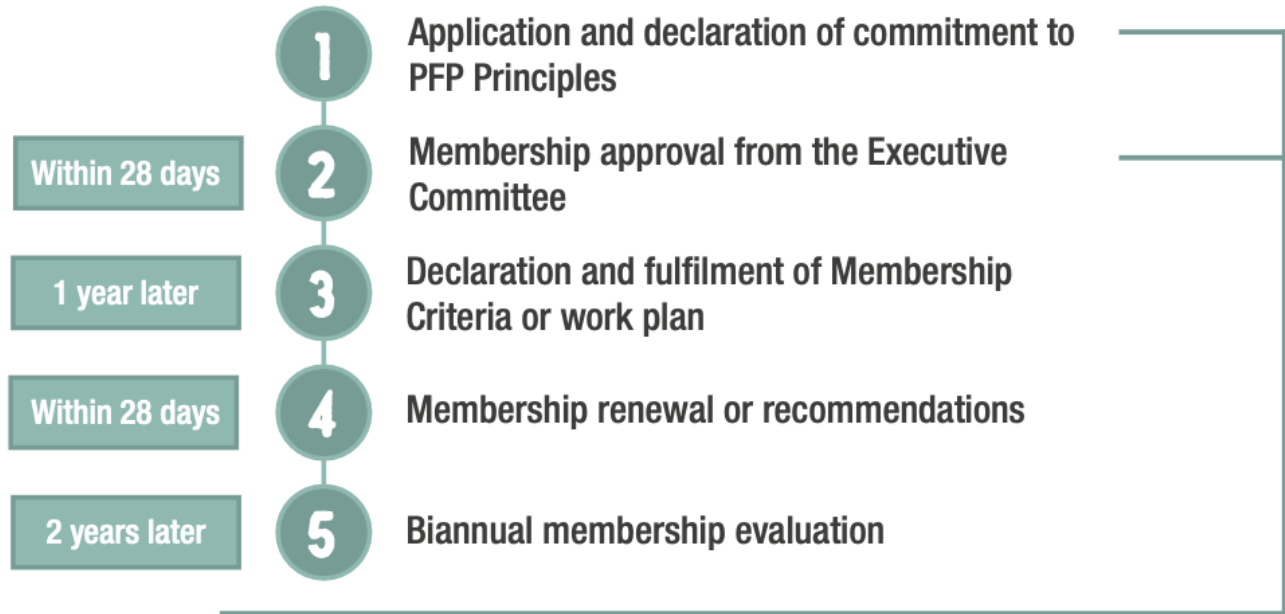 1
Application and declaration of commitment to
PFP Principles
Within 28 days
2
Membership approval from the Executive
Committee
1 year later
3
Declaration and fulfilment of Membership
Criteria or work plan
Within 28 days
4
Membership renewal or recommendations
2 years later
5
Biannual membership evaluation